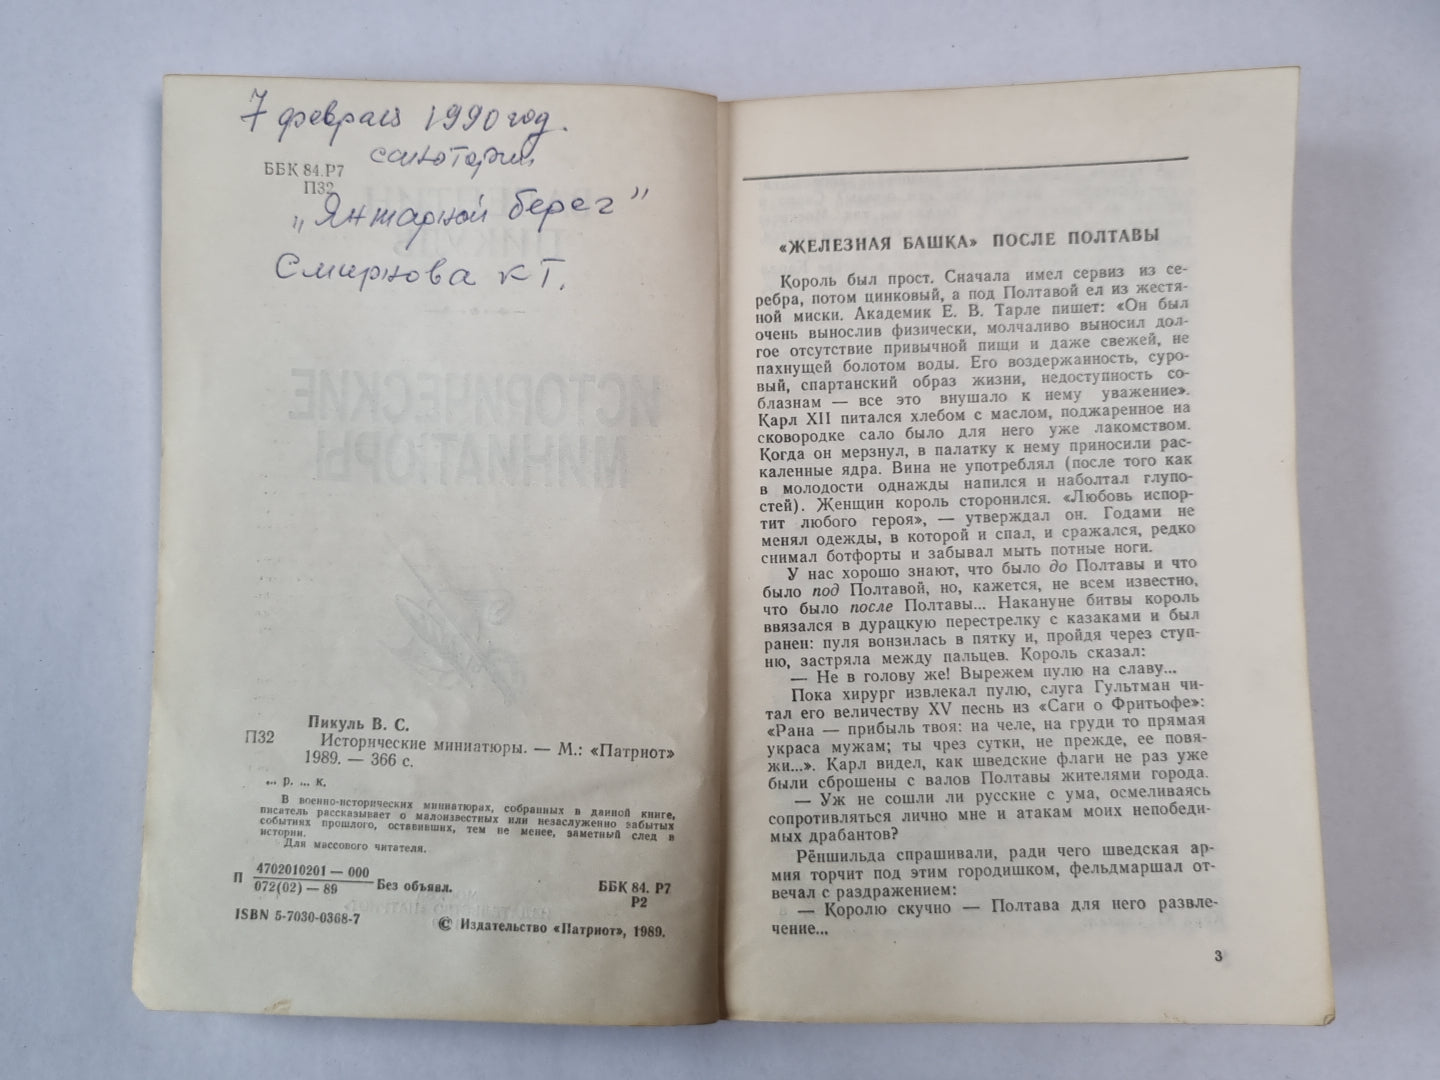 7 февраля 1990 год.
санаторий
ББК 84.Р7
П32
„Янтарной берег"
Смирнова К Т.
ИСТОРИЧЕСКИЕ
МИНИАТЮРЫ
Пикуль В. С.
П32 Исторические миниатюры. — М.: «Патриот»
1989. — 366 с.
... р. ... к.
В военно-исторических миниатюрах, собранных в данной книге,
писатель рассказывает о малоизвестных или незаслуженно забытых
событиях прошлого, оставивших, тем не менее, заметный след в
истории.
Для массового читателя.
П 4702010201 — 000
072(02) — 89
Без объявл.
ББК 84. Р7
Р2
ISBN 5-7030-0368-7
© Издательство «Патриот», 1989.
«ЖЕЛЕЗНАЯ БАШКА» ПОСЛЕ ПОЛТАВЫ
Король был прост. Сначала имел сервиз из се-
ребра, потом цинковый, а под Полтавой ел из жестя-
ной миски. Академик Е. В. Тарле пишет: «Он был
очень вынослив физически, молчаливо выносил дол-
гое отсутствие привычной пищи и даже свежей, не
пахнущей болотом воды. Его воздержанность, суро-
вый, спартанский образ жизни, недоступность со-
блазнам — все это внушало к нему уважение».
Карл XII питался хлебом с маслом, поджаренное на
сковородке сало было для него уже лакомством.
Когда он мерзнул, в палатку к нему приносили рас-
каленные ядра. Вина не употреблял (после того как
в молодости однажды напился и наболтал глупо-
стей). Женщин король сторонился. «Любовь испор-
тит любого героя», — утверждал он. Годами не
менял одежды, в которой и спал, и сражался, редко
снимал ботфорты и забывал мыть потные ноги.
У нас хорошо знают, что было до Полтавы и что
было под Полтавой, но, кажется, не всем известно,
что было после Полтавы... Накануне битвы король
ввязался в дурацкую перестрелку с казаками и был
ранен: пуля вонзилась в пятку и, пройдя через ступ-
ню, застряла между пальцев. Король сказал:
— Не в голову же! Вырежем пулю на славу...
Пока хирург извлекал пулю, слуга Гультман чи-
тал его величеству XV песнь из «Саги о Фритьофе»:
«Рана — прибыль твоя: на челе, на груди то прямая
украса мужам; ты чрез сутки, не прежде, ее повя-
жи...». Карл видел, как шведские флаги не раз уже
были сброшены с валов Полтавы жителями города.
— Уж не сошли ли русские с ума, осмеливаясь
сопротивляться лично мне и атакам моих непобеди-
мых драбантов?
Рёншильда спрашивали, ради чего шведская ар-
мия торчит под этим городишком, фельдмаршал от-
вечал с раздражением:
— Королю скучно — Полтава для него развле-
чение...
3